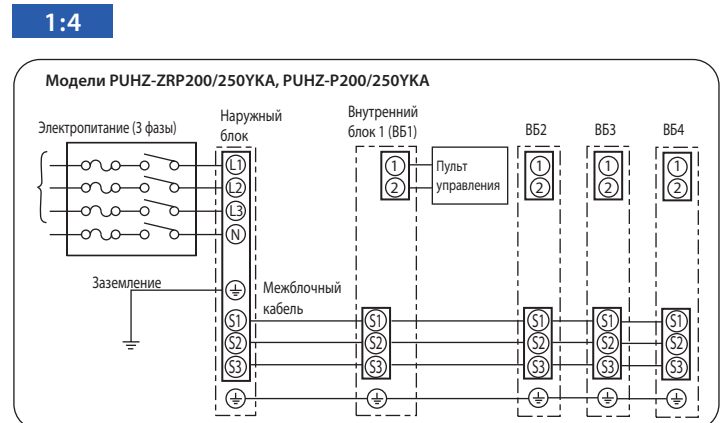 1:4
Модели PUHZ-ZRP200/250YKA, PUHZ-P200/250YKA
Электропитание (3 фазы)
Наружный
блок
Внутренний
блок 1 (ВБ1)
ВБ2
ВБ3
ВБ4
L1
L2
L3
N
1
2
Пульт
управления
1
2
1
2
1
2
Заземление
Межблочный
кабель
S1
S2
S3
S1
S2
S3
S1
S2
S3
S1
S2
S3
S1
S2
S3